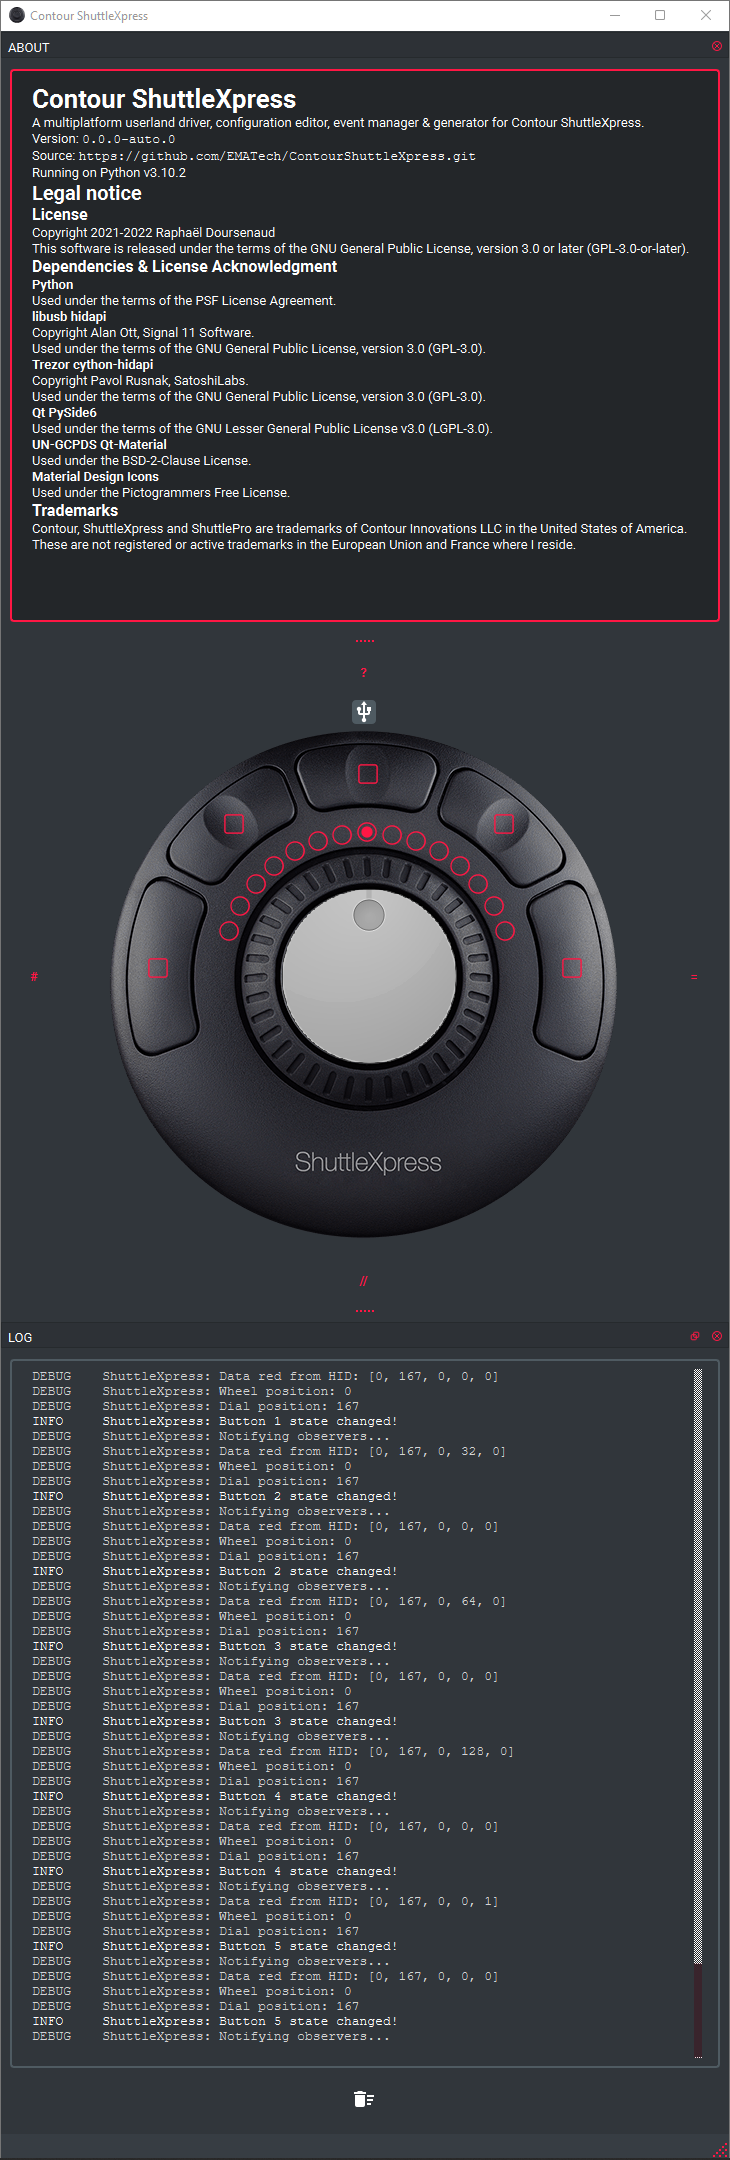 Contour ShuttleXpress
ABOUT
Contour ShuttleXpress
A multiplatform userland driver, configuration editor, event manager & generator for Contour ShuttleXpress.
Version: 0.0.0-auto.0
Source: https://github.com/EMATech/ContourShuttleXpress.git
Running on Python v3.10.2
Legal notice
License
Copyright 2021-2022 Raphaël Doursenaud
This software is released under the terms of the GNU General Public License, version 3.0 or later (GPL-3.0-or-later).
Dependencies & License Acknowledgment
Python
Used under the terms of the PSF License Agreement.
libusb hidapi
Copyright Alan Ott, Signal 11 Software.
Used under the terms of the GNU General Public License, version 3.0 (GPL-3.0).
Trezor cython-hidapi
Copyright Pavol Rusnak, SatoshiLabs.
Used under the terms of the GNU General Public License, version 3.0 (GPL-3.0).
Qt PySide6
Used under the terms of the GNU Lesser General Public License v3.0 (LGPL-3.0).
UN-GCPDS Qt-Material
Used under the BSD-2-Clause License.
Material Design Icons
Used under the Pictogrammers Free License.
Trademarks
Contour, ShuttleXpress and ShuttlePro are trademarks of Contour Innovations LLC in the United States of America.
These are not registered or active trademarks in the European Union and France where I reside.
?
#
=
ShuttleXpress
//
LOG
DEBUG ShuttleXpress: Data red from HID: [0, 167, 0, 0, 0]
DEBUG ShuttleXpress: Wheel position: 0
DEBUG ShuttleXpress: Dial position: 167
INFO ShuttleXpress: Button 1 state changed!
DEBUG ShuttleXpress: Notifying observers...
DEBUG ShuttleXpress: Data red from HID: [0, 167, 0, 32, 0]
DEBUG ShuttleXpress: Wheel position: 0
DEBUG ShuttleXpress: Dial position: 167
INFO ShuttleXpress: Button 2 state changed!
DEBUG ShuttleXpress: Notifying observers...
DEBUG ShuttleXpress: Data red from HID: [0, 167, 0, 0, 0]
DEBUG ShuttleXpress: Wheel position: 0
DEBUG ShuttleXpress: Dial position: 167
INFO ShuttleXpress: Button 2 state changed!
DEBUG ShuttleXpress: Notifying observers...
DEBUG ShuttleXpress: Data red from HID: [0, 167, 0, 64, 0]
DEBUG ShuttleXpress: Wheel position: 0
DEBUG ShuttleXpress: Dial position: 167
INFO ShuttleXpress: Button 3 state changed!
DEBUG ShuttleXpress: Notifying observers...
DEBUG ShuttleXpress: Data red from HID: [0, 167, 0, 0, 0]
DEBUG ShuttleXpress: Wheel position: 0
DEBUG ShuttleXpress: Dial position: 167
INFO ShuttleXpress: Button 3 state changed!
DEBUG ShuttleXpress: Notifying observers...
DEBUG ShuttleXpress: Data red from HID: [0, 167, 0, 128, 0]
DEBUG ShuttleXpress: Wheel position: 0
DEBUG ShuttleXpress: Dial position: 167
INFO ShuttleXpress: Button 4 state changed!
DEBUG ShuttleXpress: Notifying observers...
DEBUG ShuttleXpress: Data red from HID: [0, 167, 0, 0, 0]
DEBUG ShuttleXpress: Wheel position: 0
DEBUG ShuttleXpress: Dial position: 167
INFO ShuttleXpress: Button 4 state changed!
DEBUG ShuttleXpress: Notifying observers...
DEBUG ShuttleXpress: Data red from HID: [0, 167, 0, 0, 1]
DEBUG ShuttleXpress: Wheel position: 0
DEBUG ShuttleXpress: Dial position: 167
INFO ShuttleXpress: Button 5 state changed!
DEBUG ShuttleXpress: Notifying observers...
DEBUG ShuttleXpress: Data red from HID: [0, 167, 0, 0, 0]
DEBUG ShuttleXpress: Wheel position: 0
DEBUG ShuttleXpress: Dial position: 167
INFO ShuttleXpress: Button 5 state changed!
DEBUG ShuttleXpress: Notifying observers...